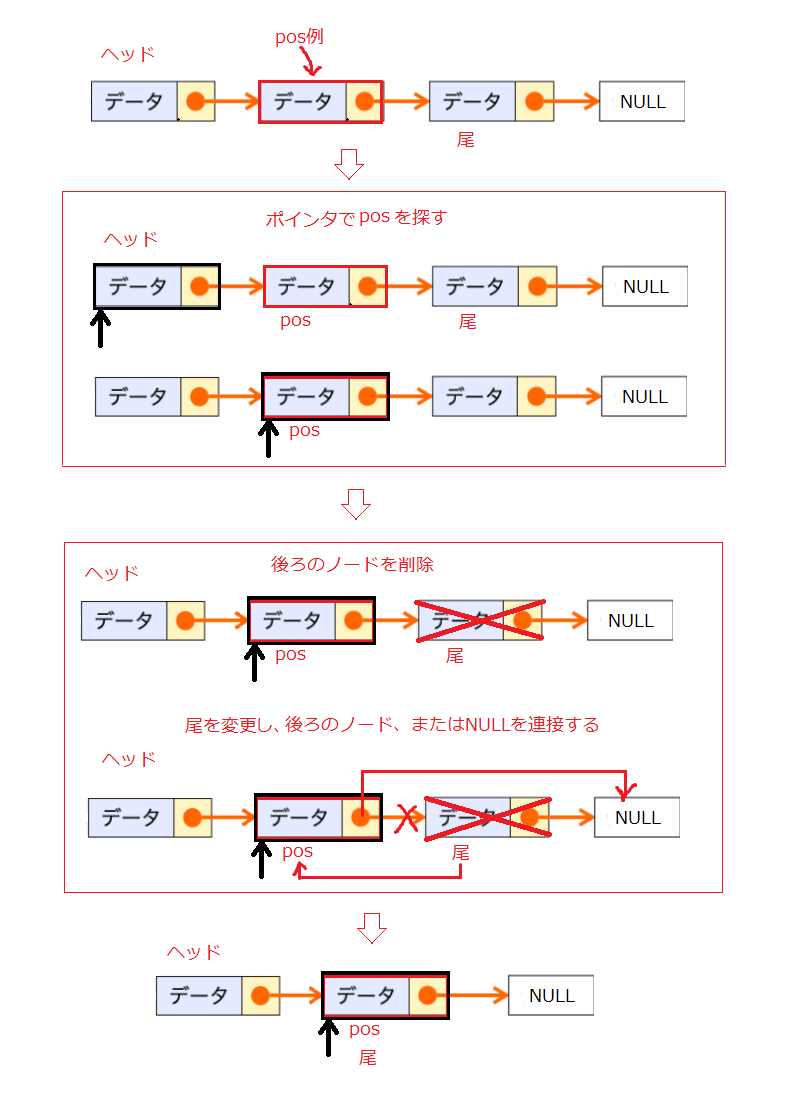 pos例
ヘッド
データ データ データ NULL
尾
ポインタでpos を探す
ヘッド
データ データ データ NULL
pos 尾
データ データ データ NULL
pos
後ろのノードを削除
ヘッド
データ データ データ NULL
pos 尾
尾を変更し、後ろのノード、またはNULLを連接する
ヘッド
データ データ データ NULL
pos 尾
ヘッド
データ データ NULL
pos
尾